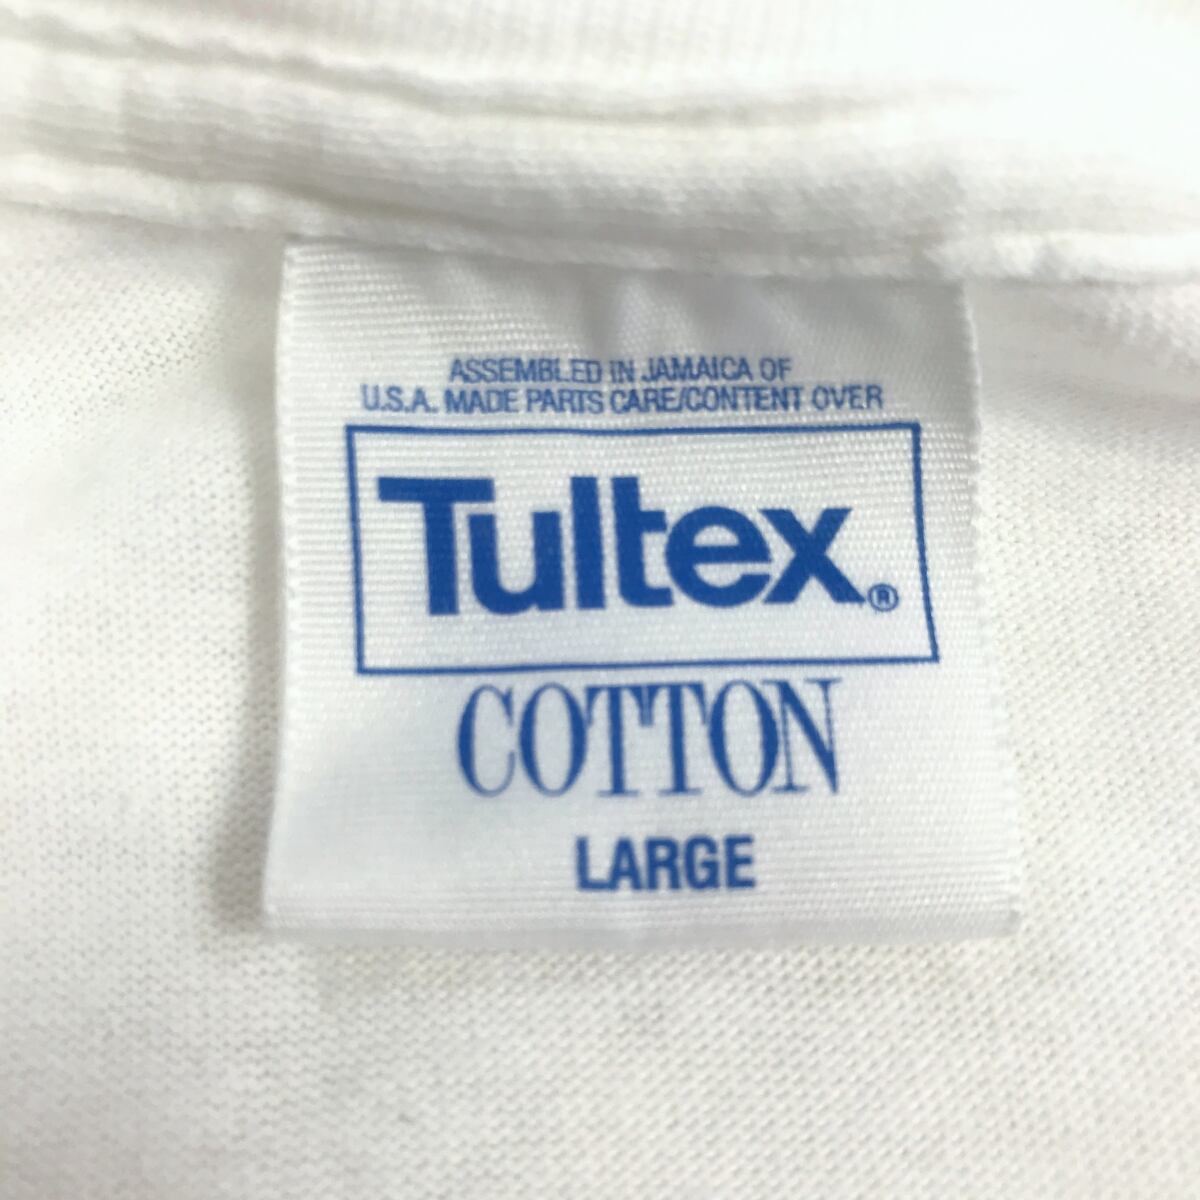 ASSEMBLED IN JAMAICA OF
U.S.A. MADE PARTS CARE/CONTENT OVER
Tultex®
COTTON
LARGE